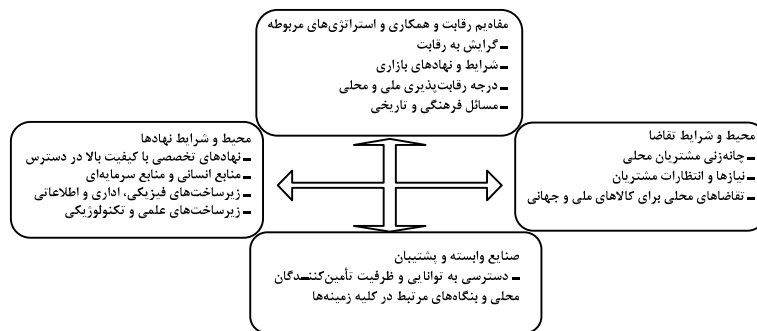 مفاهیم رقابت و همکاری و استراتژی‌های مربوطه
- گرایش به رقابت
- شرایط و نهادهای بازاری
- درجه رقابت‌پذیری ملی و محلی
- مسائل فرهنگی و تاریخی
محیط و شرایط تقاضا
- چانه‌زنی مشتریان محلی
- نیازها و انتظارات مشتریان
- تقاضاهای محلی برای کالاهای ملی و جهانی
محیط و شرایط نهادها
- نهادهای تخصصی با کیفیت بالا در دسترس
- منابع انسانی و منابع سرمایه‌ای
- زیرساخت‌های فیزیکی، اداری و اطلاعاتی
- زیرساخت‌های علمی و تکنولوژیکی
صنایع وابسته و پشتیبان
- دسترسی به توانایی و ظرفیت تأمین‌کنندگان
محلی و بنگاه‌های مرتبط در کلیه زمینه‌ها